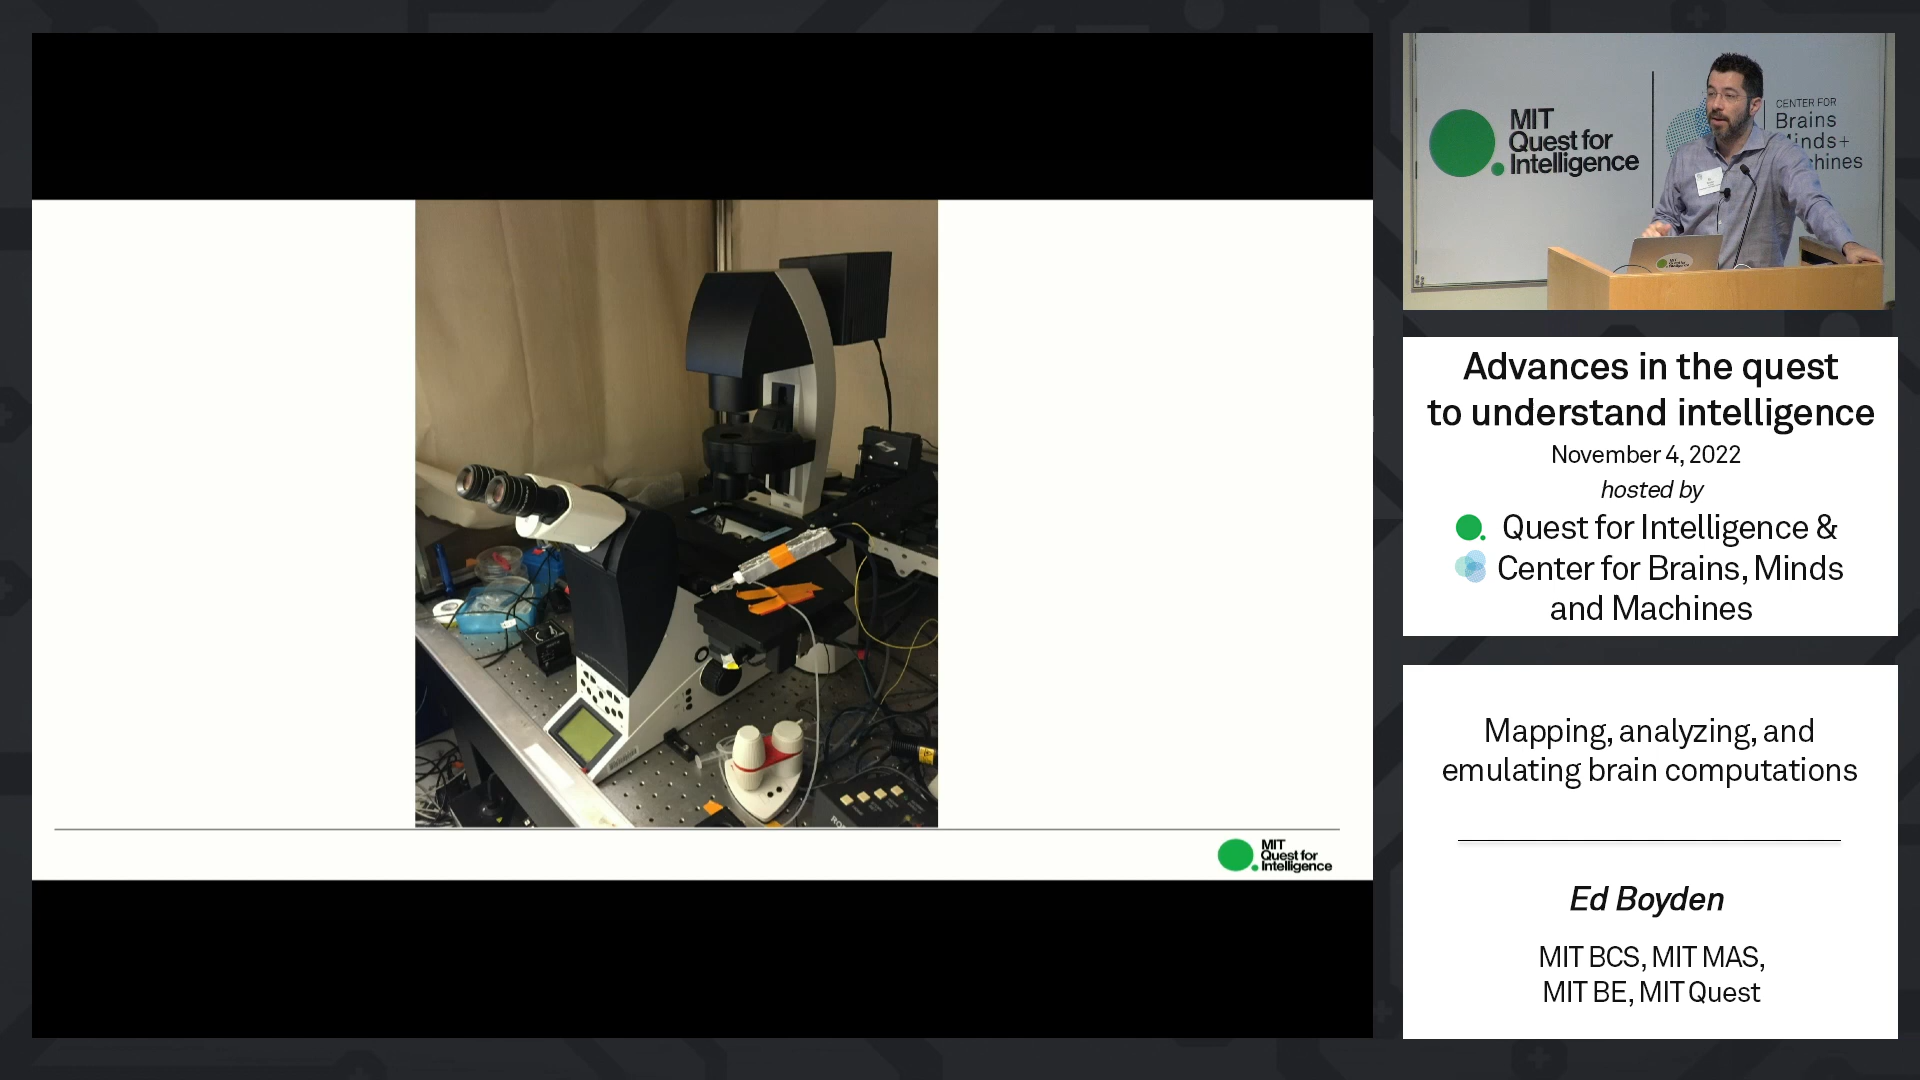 MIT
Quest for
Intelligence
MIT
Quest for
Intelligence
CENTER FOR
Brains
Minds+
chines
Advances in the quest
to understand intelligence
November 4, 2022
hosted by
Quest for Intelligence &
Center for Brains, Minds
and Machines
Mapping, analyzing, and
emulating brain computations
Ed Boyden
MIT BCS, MIT MAS,
MIT BE, MIT Quest